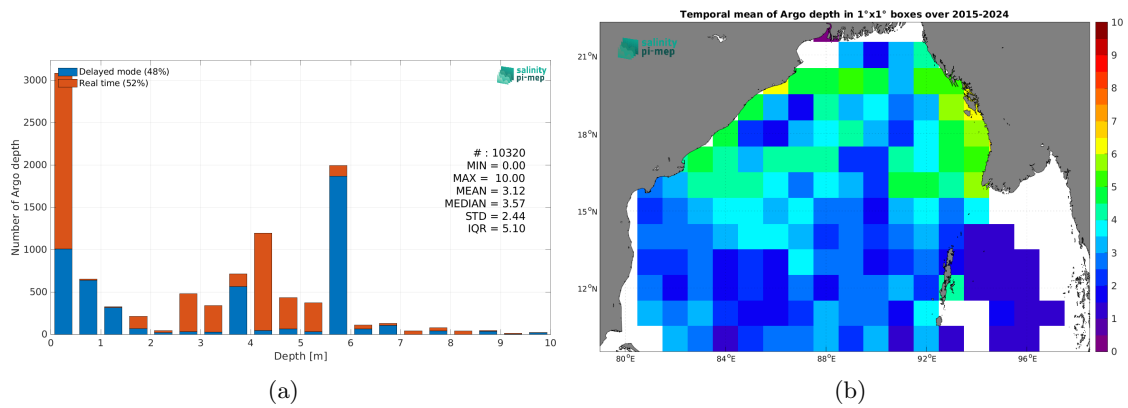 Delayed mode (48%)
Real time (52%)
salinity
pi-mep
# : 10320
MIN = 0.00
MAX = 10.00
MEAN = 3.12
MEDIAN = 3.57
STD = 2.44
IQR = 5.10
Number of Argo depth
3000
2500
2000
1500
1000
500
0
0 1 2 3 4 5 6 7 8 9 10
Depth [m]
(a)
Temporal mean of Argo depth in 1°x1° boxes over 2015-2024
salinity
pi-mep
21°N
18°N
15°N
12°N
80°E 84°E 88°E 92°E 96°E
10
9
8
7
6
5
4
3
2
1
0
(b)